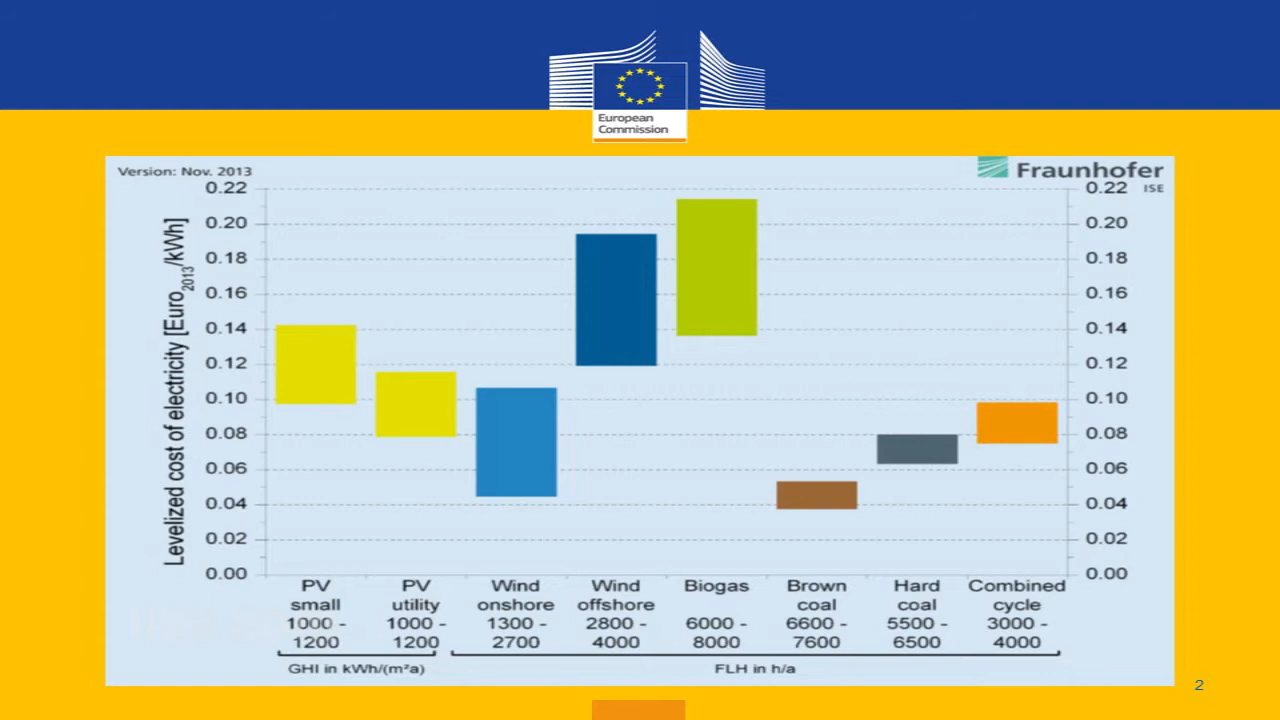 European
Commission
Version: Nov. 2013
Fraunhofer
ISE
Levelized cost of electricity [Euro2013/kWh]
0.22 0.22
0.20 0.20
0.18 0.18
0.16 0.16
0.14 0.14
0.12 0.12
0.10 0.10
0.08 0.08
0.06 0.06
0.04 0.04
0.02 0.02
0.00 0.00
PV PV Wind Wind Biogas Brown Hard Combined
small utility onshore offshore coal coal cycle
1000 - 1000 - 1300 - 2800 - 6000 - 6600 - 5500 - 3000 -
1200 1200 2700 4000 8000 7600 6500 4000
GHI in kWh/(m²a) FLH in h/a
2